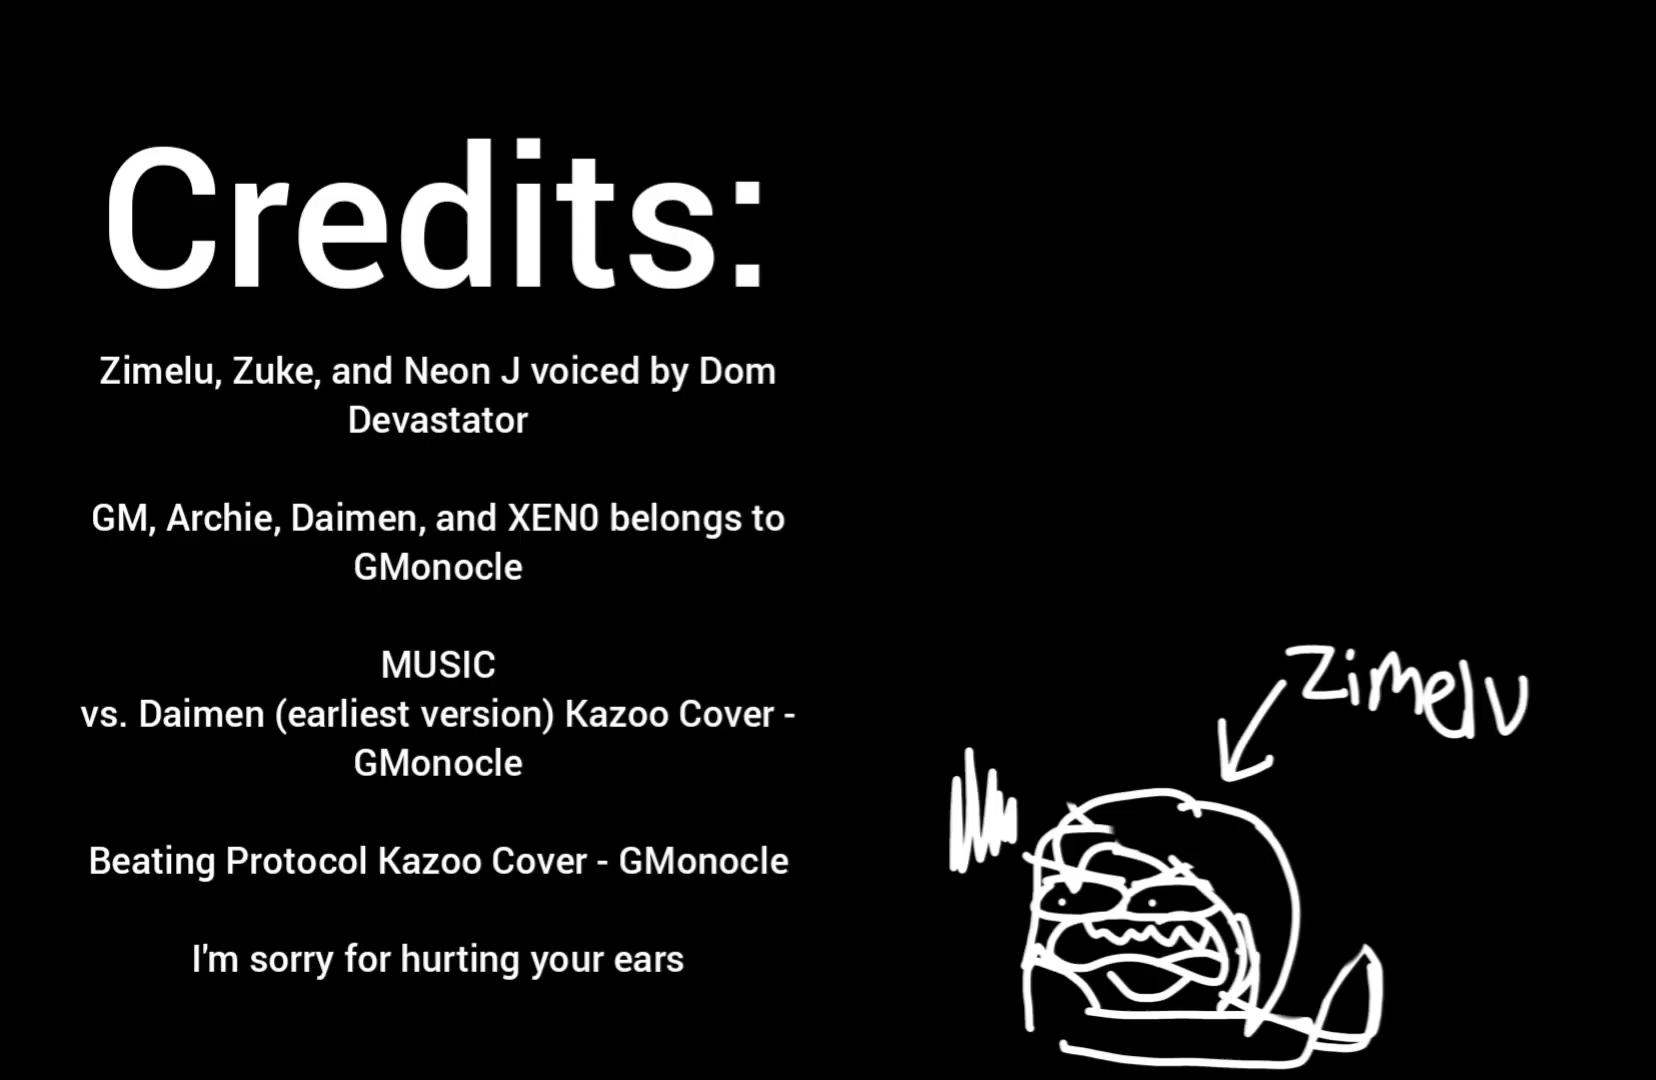 Credits:
Zimelu, Zuke, and Neon J voiced by Dom
Devastator
GM, Archie, Daimen, and XEN0 belongs to
GMonocle
MUSIC
vs. Daimen (earliest version) Kazoo Cover -
GMonocle
Beating Protocol Kazoo Cover - GMonocle
I'm sorry for hurting your ears
Zimelu